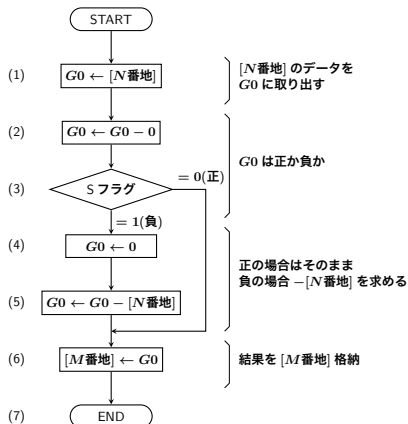 START
(1)
G0 ← [N番地]
[N番地] のデータを
G0 に取り出す
(2)
G0 ← G0 − 0
G0 は正か負か
(3)
S フラグ
= 0(正)
= 1(負)
(4)
G0 ← 0
正の場合はそのまま
負の場合 −[N番地] を求める
(5)
G0 ← G0 − [N番地]
(6)
[M番地] ← G0
結果を [M番地] 格納
(7)
END